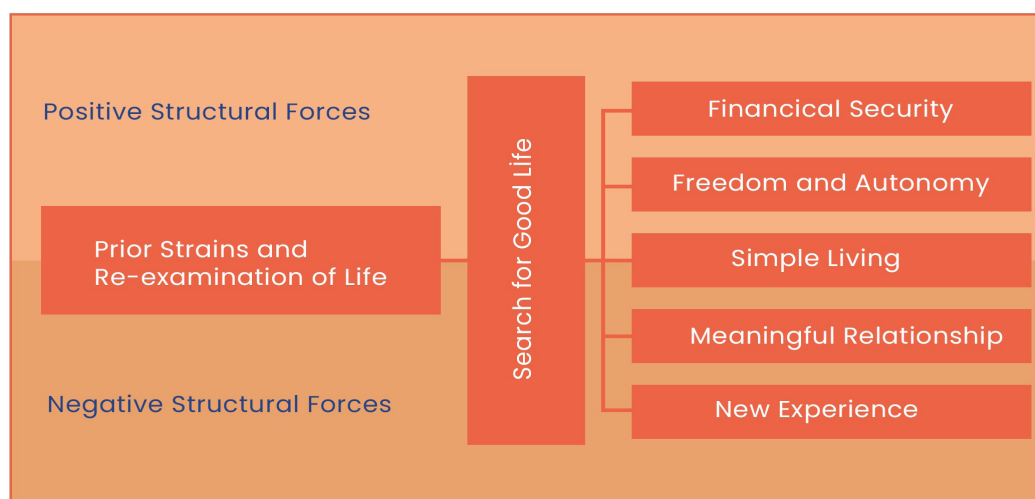 Positive Structural Forces
Prior Strains and
Re-examination of Life
Negative Structural Forces
Search for Good Life
Financical Security
Freedom and Autonomy
Simple Living
Meaningful Relationship
New Experience